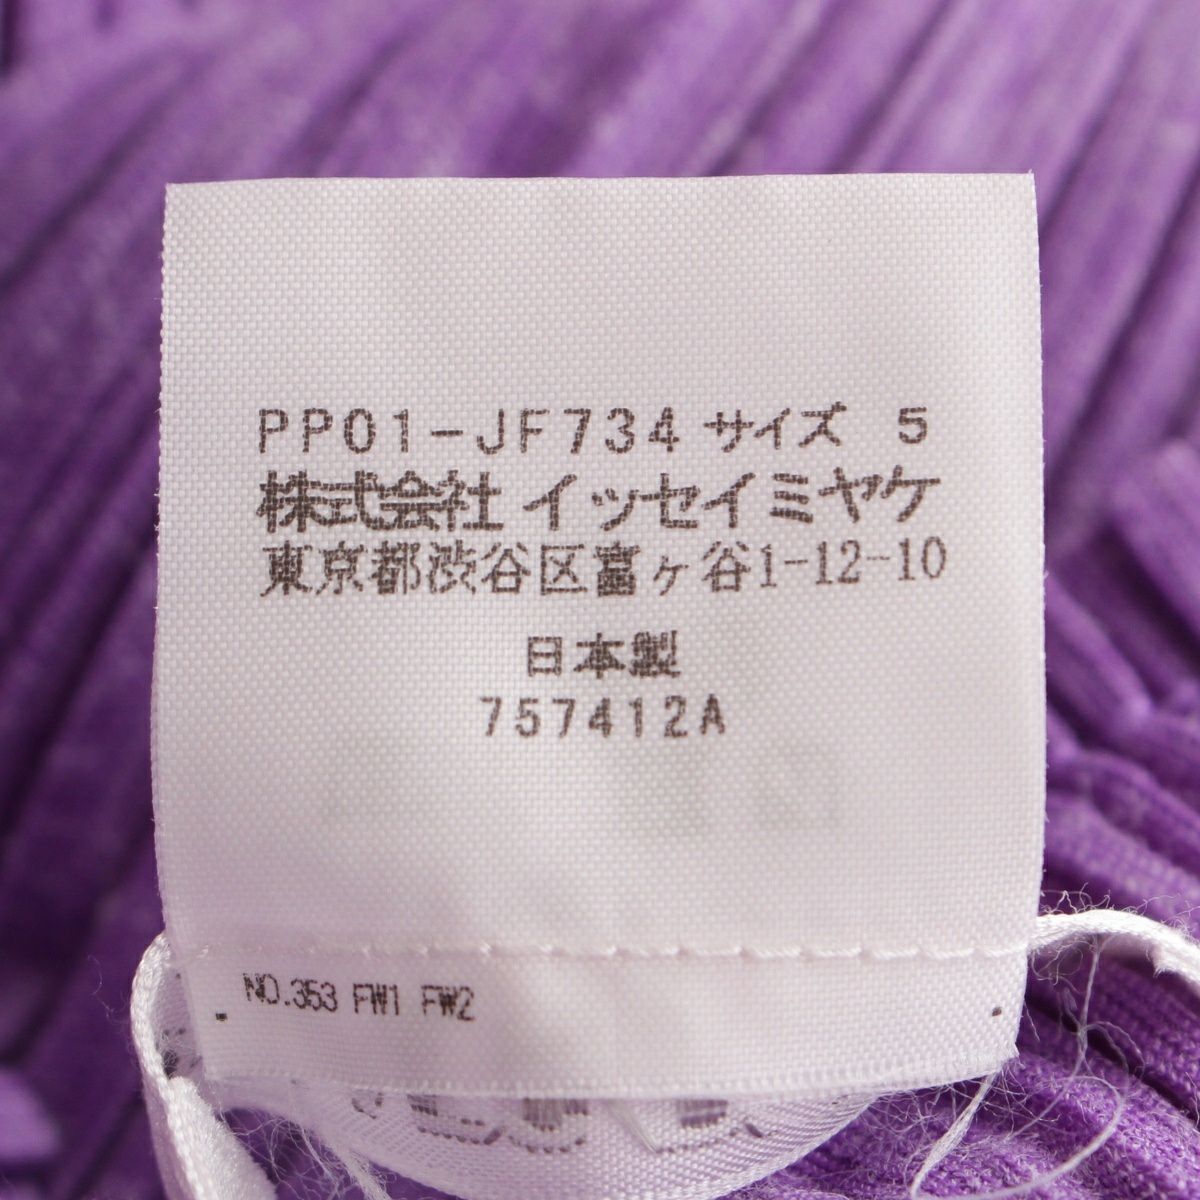 PP01-JF734 サイズ 5
株式会社 イッセイミヤケ
東京都渋谷区富ヶ谷1-12-10
日本製
757412A
NO.353 FW1 FW2